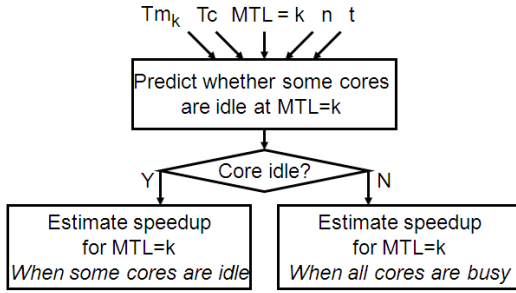 Tmk Tc MTL = k n t
Predict whether some cores
are idle at MTL=k
Core idle?
Y
N
Estimate speedup
for MTL=k
When some cores are idle
Estimate speedup
for MTL=k
When all cores are busy